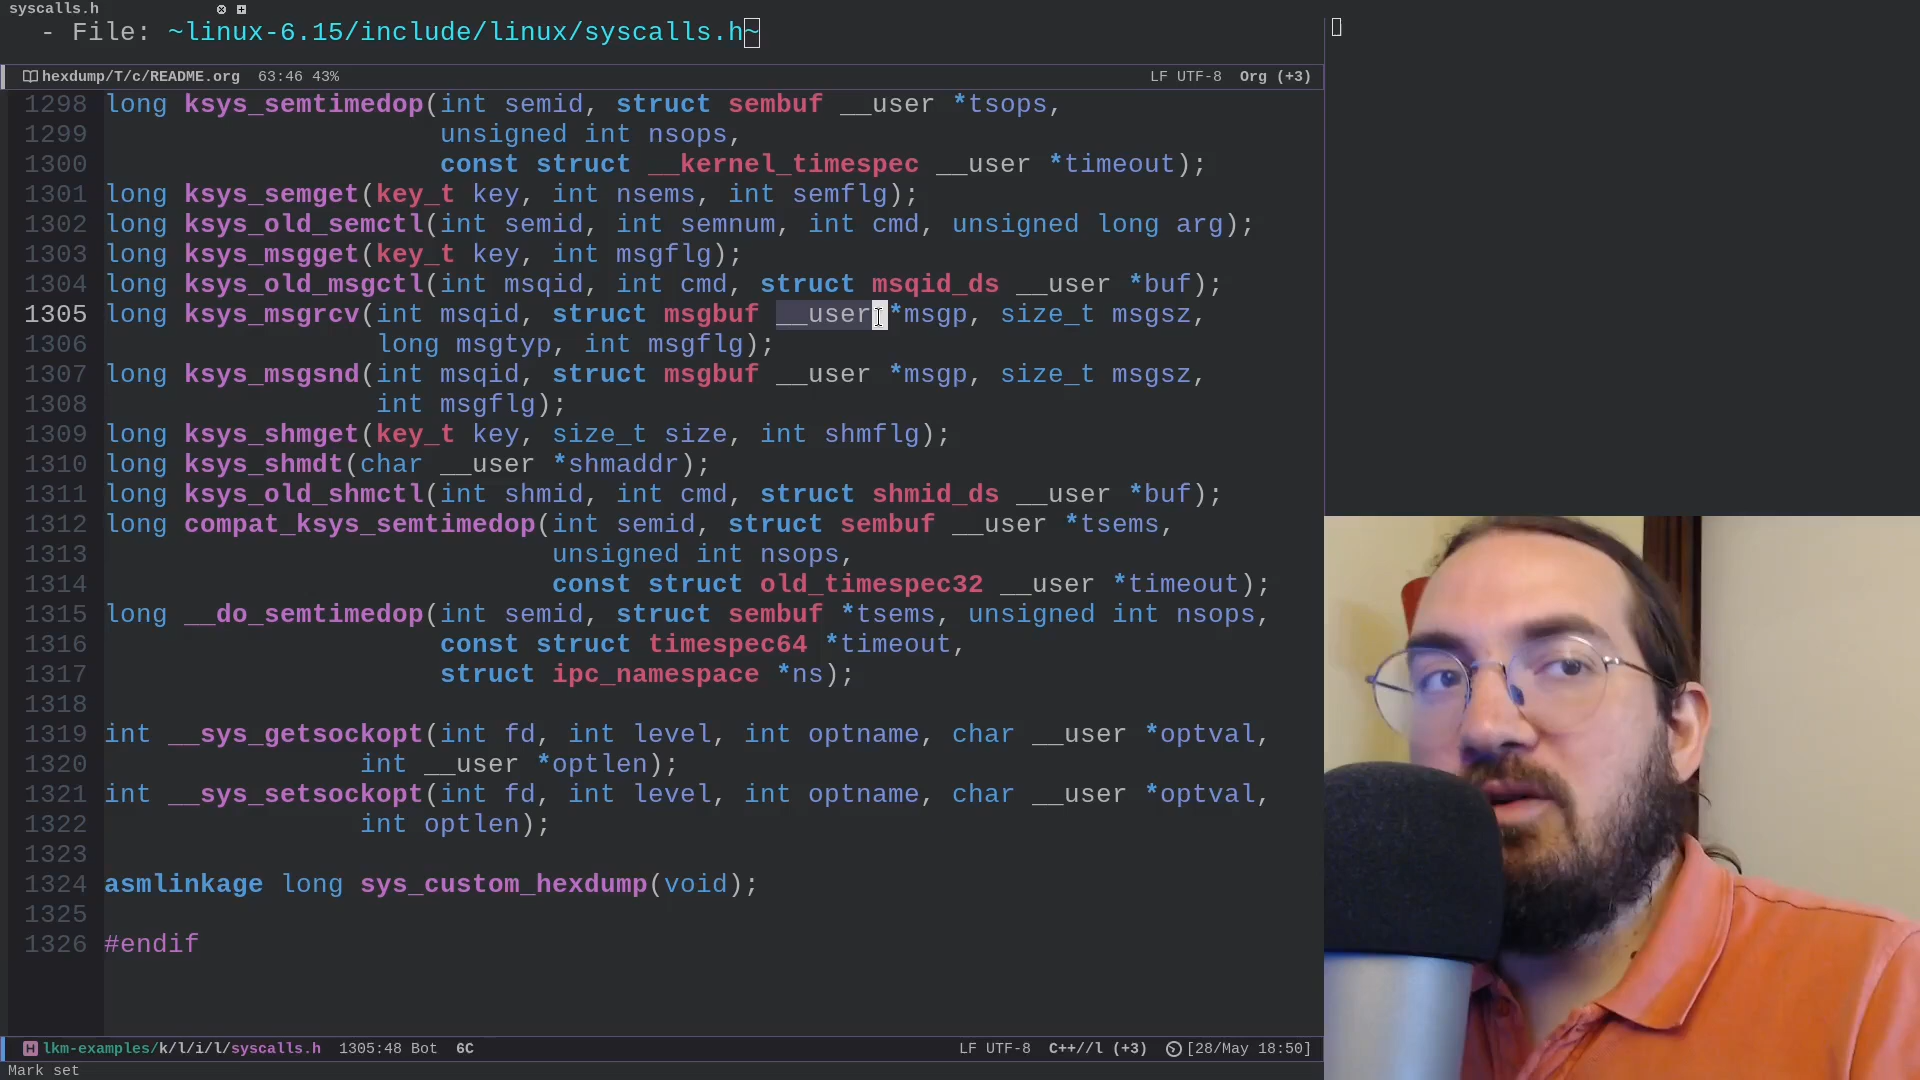 syscalls.h
- File: ~linux-6.15/include/linux/syscalls.h~
hexdump/T/c/README.org 63:46 43% LF UTF-8 Org (+3)
1298 long ksys_semtimedop(int semid, struct sembuf __user *tsops,
1299 unsigned int nsops,
1300 const struct __kernel_timespec __user *timeout);
1301 long ksys_semget(key_t key, int nsems, int semflg);
1302 long ksys_old_semctl(int semid, int semnum, int cmd, unsigned long arg);
1303 long ksys_msgget(key_t key, int msgflg);
1304 long ksys_old_msgctl(int msqid, int cmd, struct msqid_ds __user *buf);
1305 long ksys_msgrcv(int msqid, struct msgbuf __user *msgp, size_t msgsz,
1306 long msgtyp, int msgflg);
1307 long ksys_msgsnd(int msqid, struct msgbuf __user *msgp, size_t msgsz,
1308 int msgflg);
1309 long ksys_shmget(key_t key, size_t size, int shmflg);
1310 long ksys_shmdt(char __user *shmaddr);
1311 long ksys_old_shmctl(int shmid, int cmd, struct shmid_ds __user *buf);
1312 long compat_ksys_semtimedop(int semid, struct sembuf __user *tsems,
1313 unsigned int nsops,
1314 const struct old_timespec32 __user *timeout);
1315 long __do_semtimedop(int semid, struct sembuf *tsems, unsigned int nsops,
1316 const struct timespec64 *timeout,
1317 struct ipc_namespace *ns);
1318
1319 int __sys_getsockopt(int fd, int level, int optname, char __user *optval,
1320 int __user *optlen);
1321 int __sys_setsockopt(int fd, int level, int optname, char __user *optval,
1322 int optlen);
1323
1324 asmlinkage long sys_custom_hexdump(void);
1325
1326 #endif
H lkm-examples/k/l/i/l/syscalls.h 1305:48 Bot 6C LF UTF-8 C++//l (+3) [28/May 18:50]
Mark set